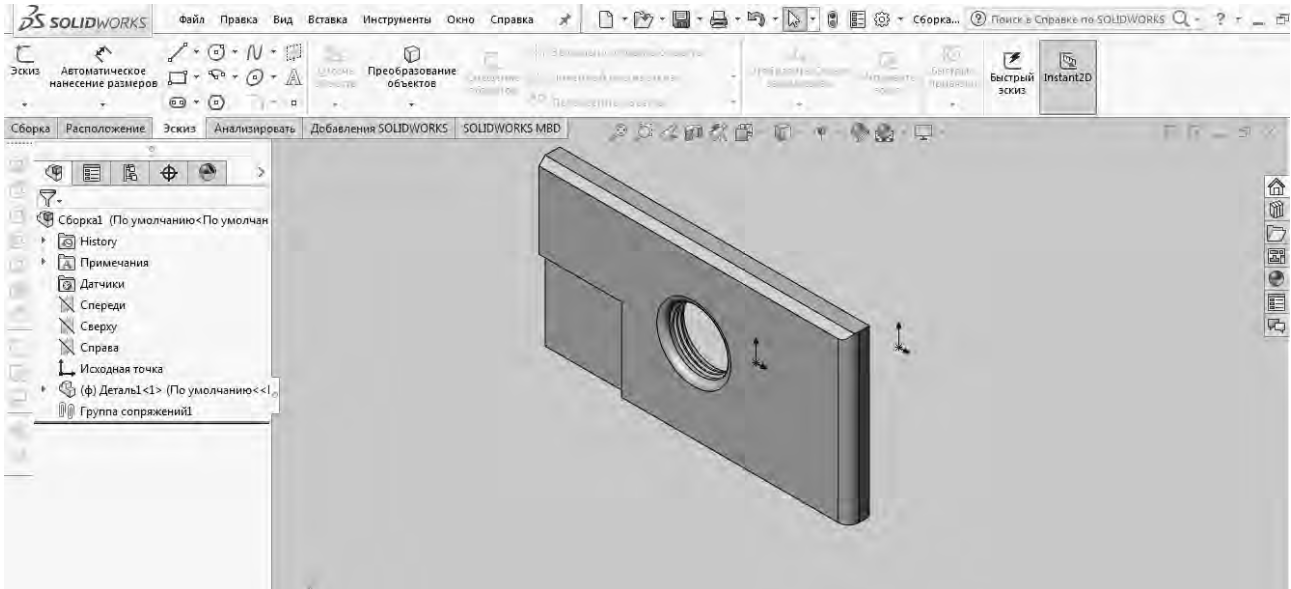 SOLIDWORKS Файл Правка Вид Вставка Инструменты Окно Справка Сборка... Поиск в Справке по SOLIDWORKS
Эскиз
Автоматическое
нанесение размеров
Преобразование
объектов
Быстрый
эскиз
Instant2D
Сборка Расположение Эскиз Анализировать Добавления SOLIDWORKS SOLIDWORKS MBD
Сборка1 (По умолчанию<По умолчан
History
Примечания
Датчики
Спереди
Сверху
Справа
Исходная точка
(ф) Деталь1<1> (По умолчанию<<
Группа сопряжений1